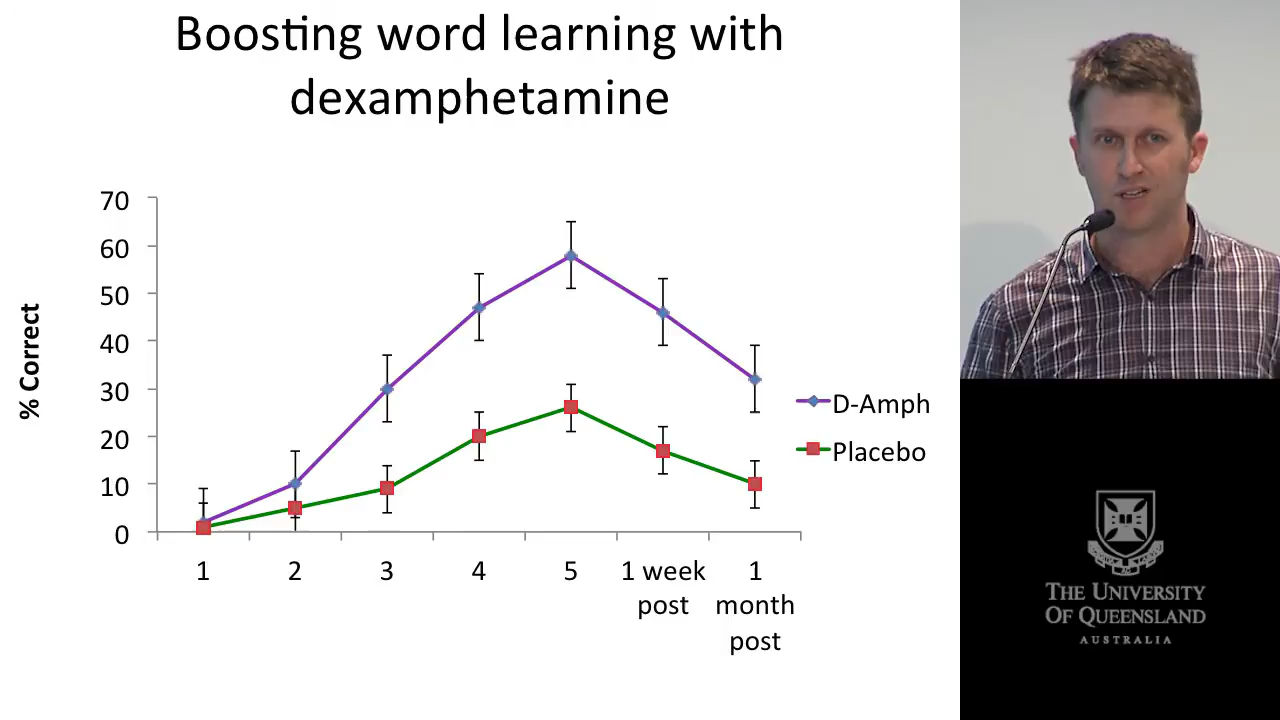 Boosting word learning with
dexamphetamine
% Correct
70
60
50
40
30
20
10
0
1
2
3
4
5
1 week
post
1
month
post
D-Amph
Placebo
THE UNIVERSITY
OF QUEENSLAND
AUSTRALIA